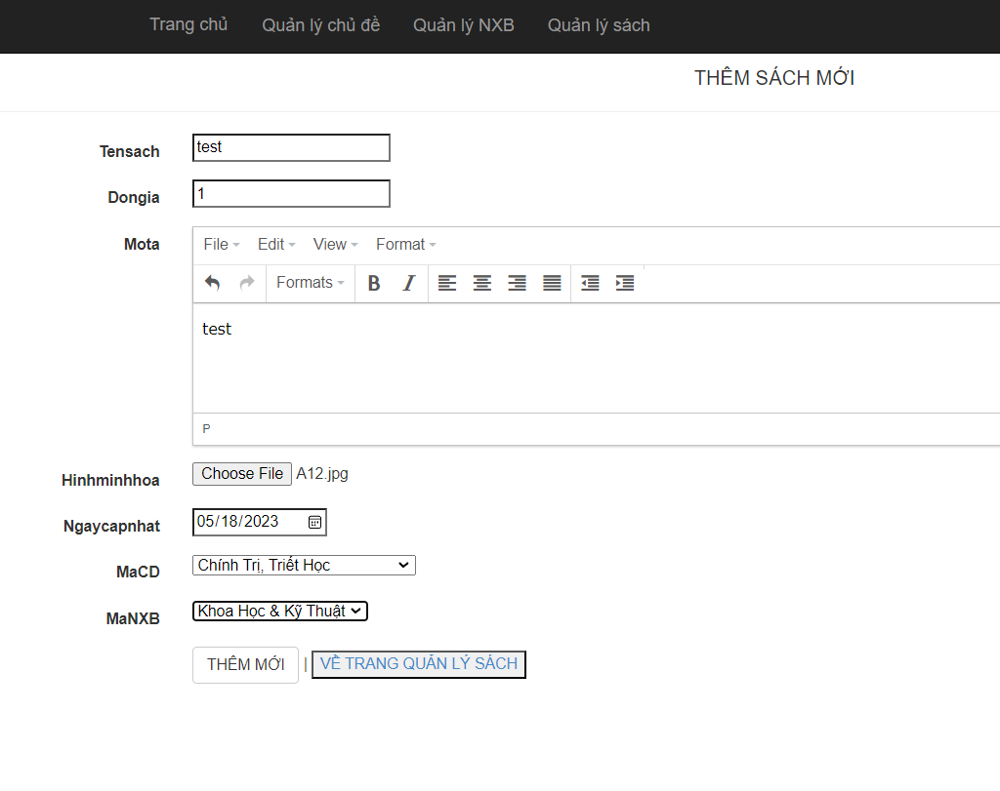 Trang chủ Quản lý chủ đề Quản lý NXB Quản lý sách
THÊM SÁCH MỚI
Tensach test
Dongia 1
Mota File Edit View Format
Formats B I
test
P
Hinhminhhoa Choose File A12.jpg
Ngaycapnhat 05/18/2023
MaCD Chính Trị, Triết Học
MaNXB Khoa Học & Kỹ Thuật
THÊM MỚI | VỀ TRANG QUẢN LÝ SÁCH